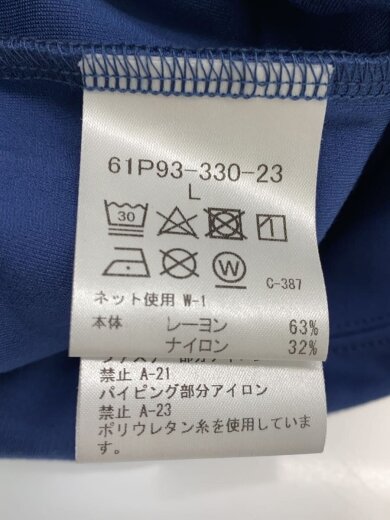 61P93-330-23
L
30
W
C-387
ネット使用 W-1
本体 レーヨン 63%
ナイロン 32%
禁止 A-21
パイピング部分アイロン
禁止 A-23
ポリウレタン糸を使用していま
す。